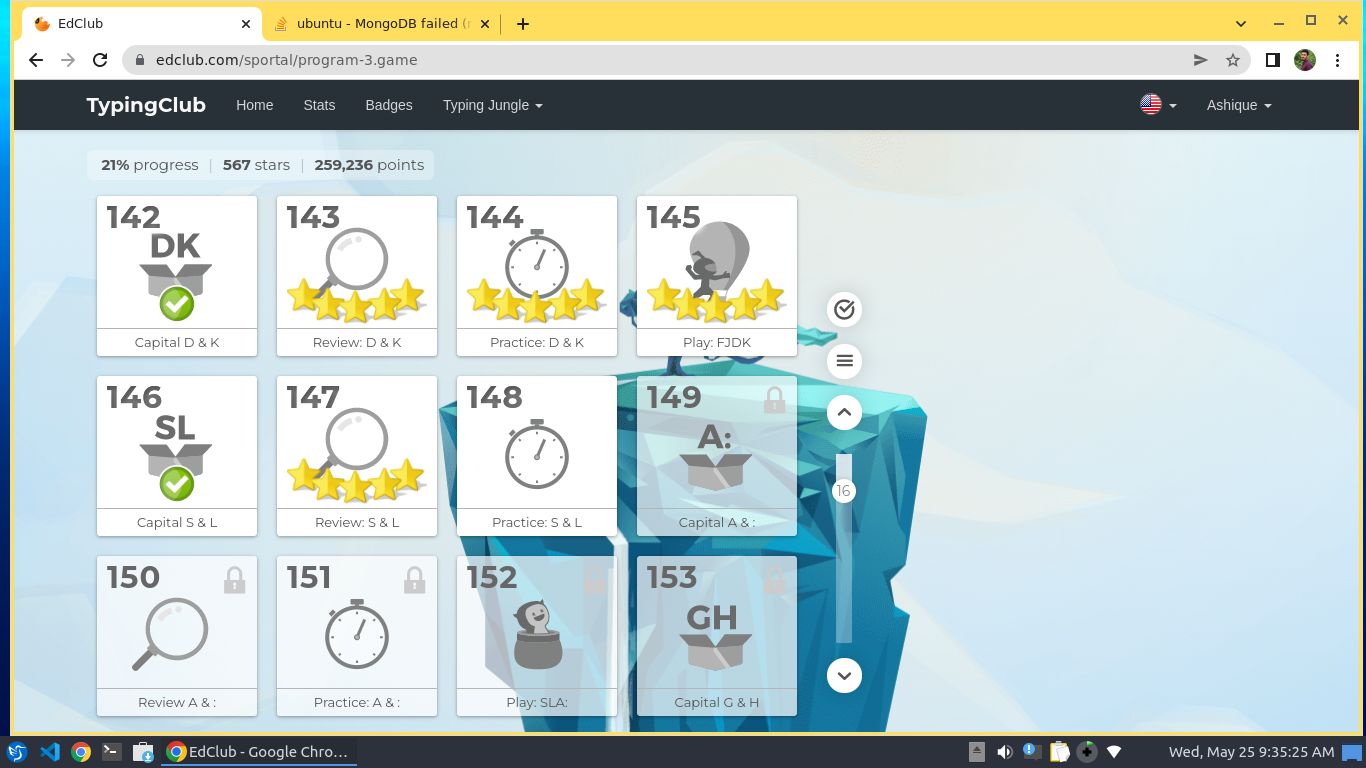 EdClub
ubuntu - MongoDB failed (
edclub.com/sportal/program-3.game
TypingClub Home Stats Badges Typing Jungle Ashique
21% progress | 567 stars | 259,236 points
142 143 144 145
DK
Capital D & K Review: D & K Practice: D & K Play: FJDK
146 147 148 149
SL A:
Capital S & L Review: S & L Practice: S & L Capital A & :
16
150 151 152 153
GH
Review A & : Practice: A & : Play: SLA: Capital G & H
EdClub - Google Chro... Wed, May 25 9:35:25 AM